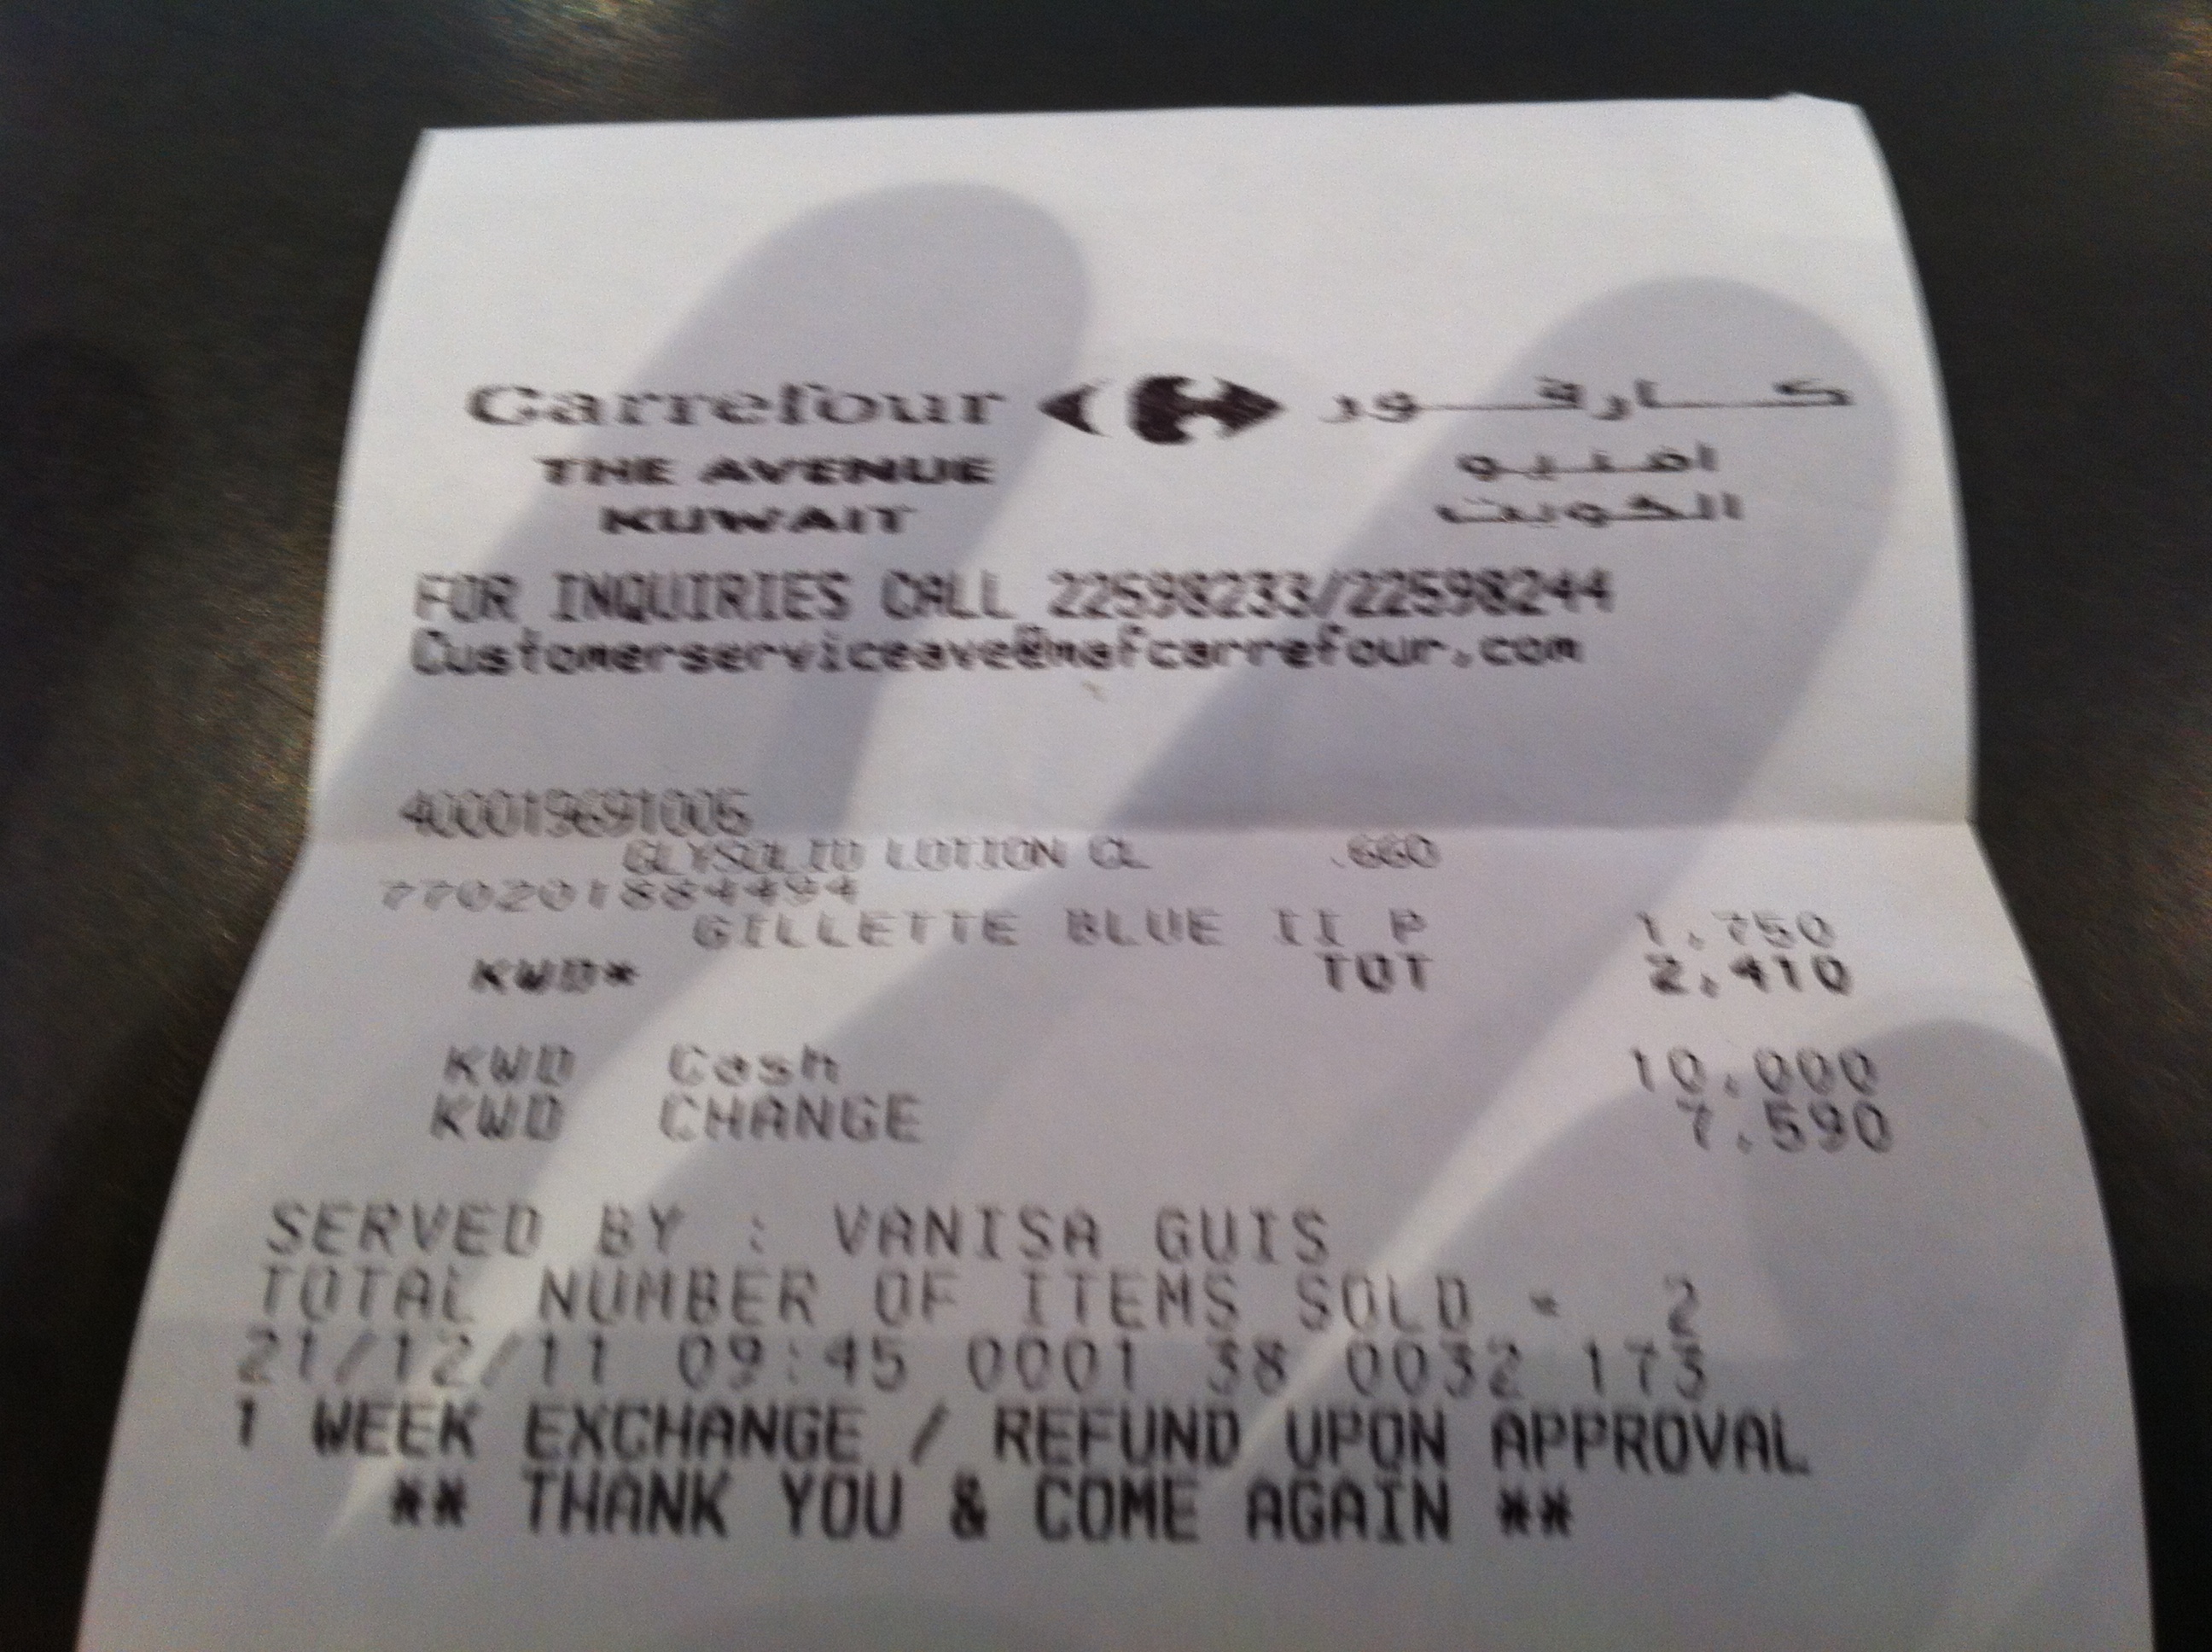 Carrefour كارفور
THE AVENUE افنيو
KUWAIT الكويت
FOR INQUIRIES CALL 22598233/22598244
Customerserviceave@mafcarrefour.com
400019691005
GLYSOLID LOTION CL .660
770201884494
GILLETTE BLUE II P 1.750
KWD* TOT 2.410
KWD Cash 10.000
KWD CHANGE 7.590
SERVED BY : VANISA GUIS
TOTAL NUMBER OF ITEMS SOLD = 2
21/12/11 09:45 0001 38 0032 173
1 WEEK EXCHANGE / REFUND UPON APPROVAL
** THANK YOU & COME AGAIN **